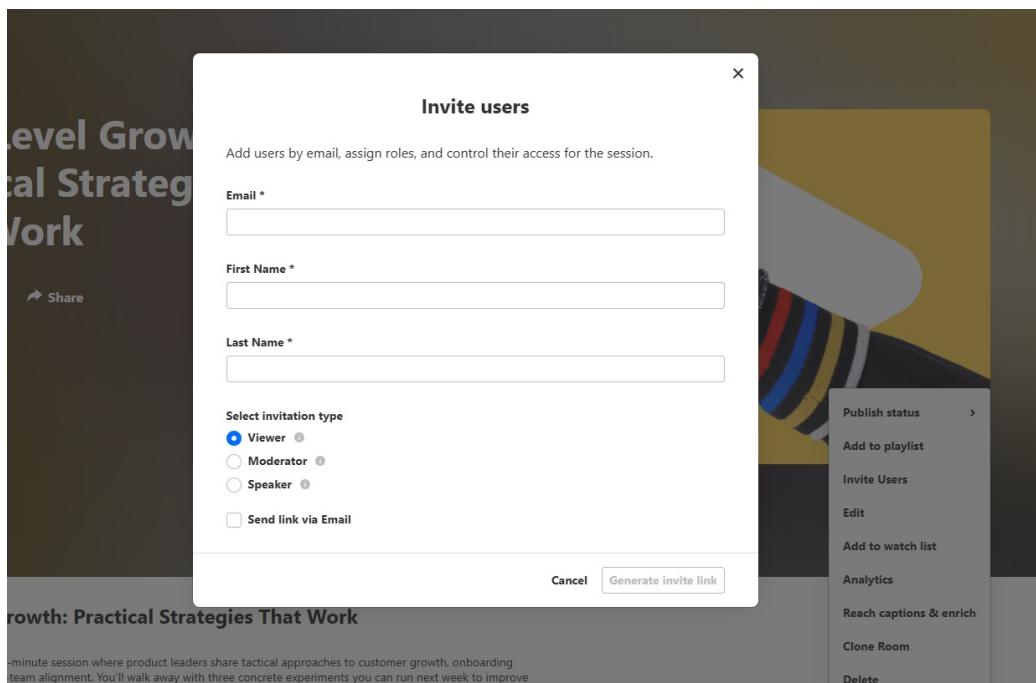 Invite users
Add users by email, assign roles, and control their access for the session.
Email *
First Name *
Last Name *
Select invitation type
Viewer
Moderator
Speaker
Send link via Email
Cancel
Generate invite link
Level Grow
cal Strateg
Work
Share
Publish status
Add to playlist
Invite Users
Edit
Add to watch list
Analytics
Reach captions & enrich
Clone Room
Delete
rowth: Practical Strategies That Work
-minute session where product leaders share tactical approaches to customer growth, onboarding
-team alignment. You'll walk away with three concrete experiments you can run next week to improve